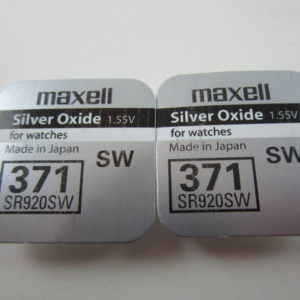 maxell
Silver Oxide 1.55V
for watches
Made in Japan
SW
371
SR920SW
maxell
Silver Oxide 1.55V
for watches
Made in Japan
SW
371
SR920SW